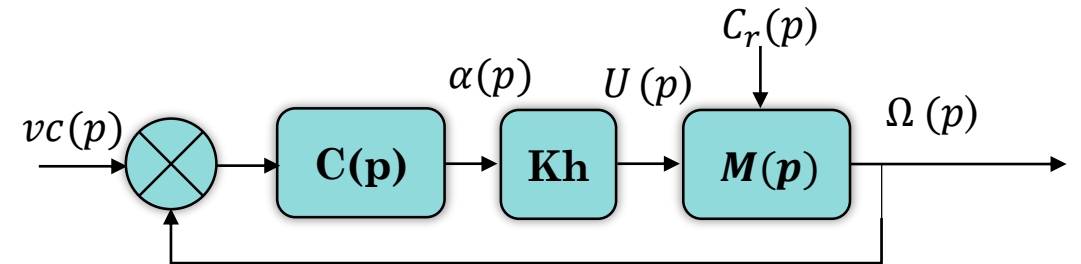 C_r(p)
α(p)
U (p)
vc(p)
Ω (p)
C(p)
Kh
M(p)